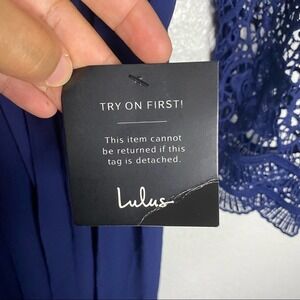 TRY ON FIRST!
This item cannot
be returned if this
tag is detached.
Lulus